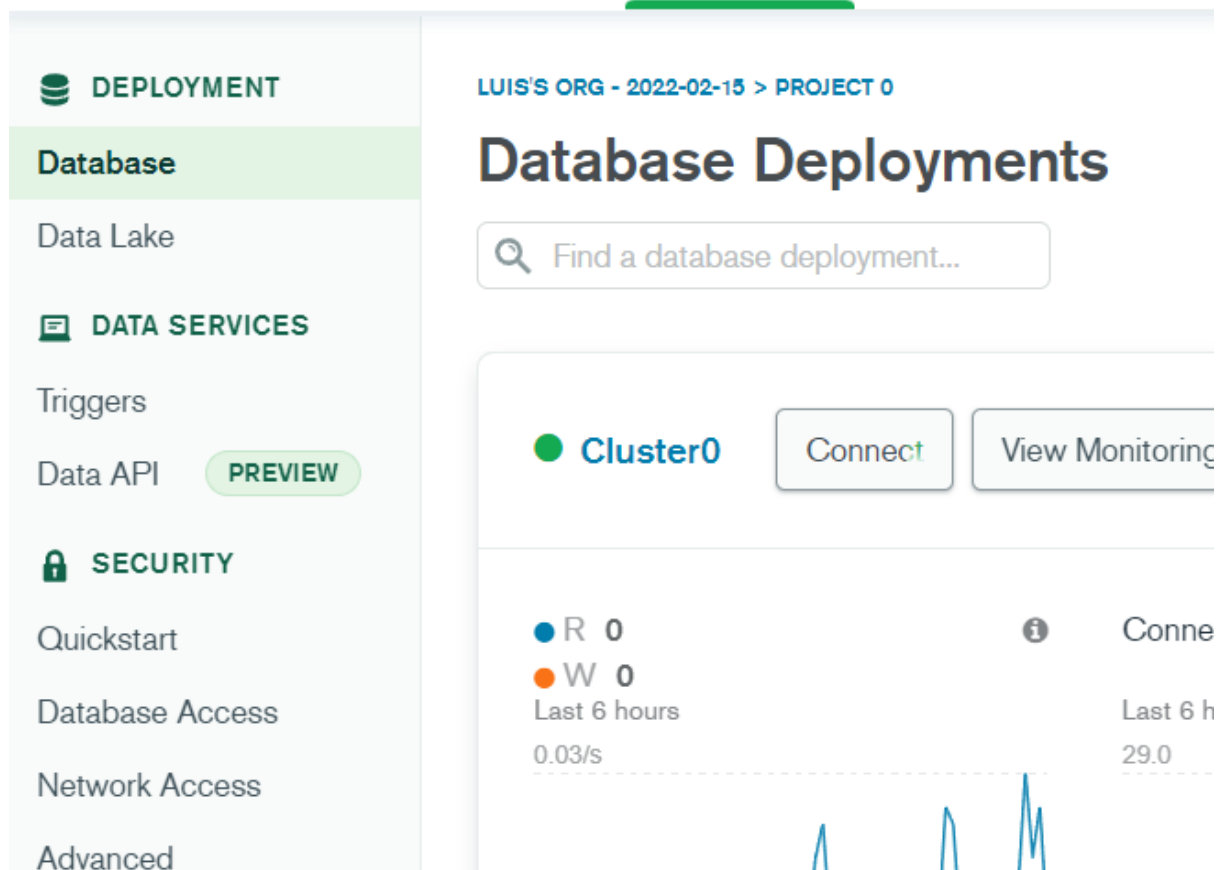 DEPLOYMENT
Database
Data Lake
DATA SERVICES
Triggers
Data API PREVIEW
SECURITY
Quickstart
Database Access
Network Access
Advanced
LUIS'S ORG - 2022-02-15 > PROJECT 0
Database Deployments
Find a database deployment...
Cluster0 Connect View Monitoring
R 0
W 0
Last 6 hours
0.03/s
Conne
Last 6 h
29.0